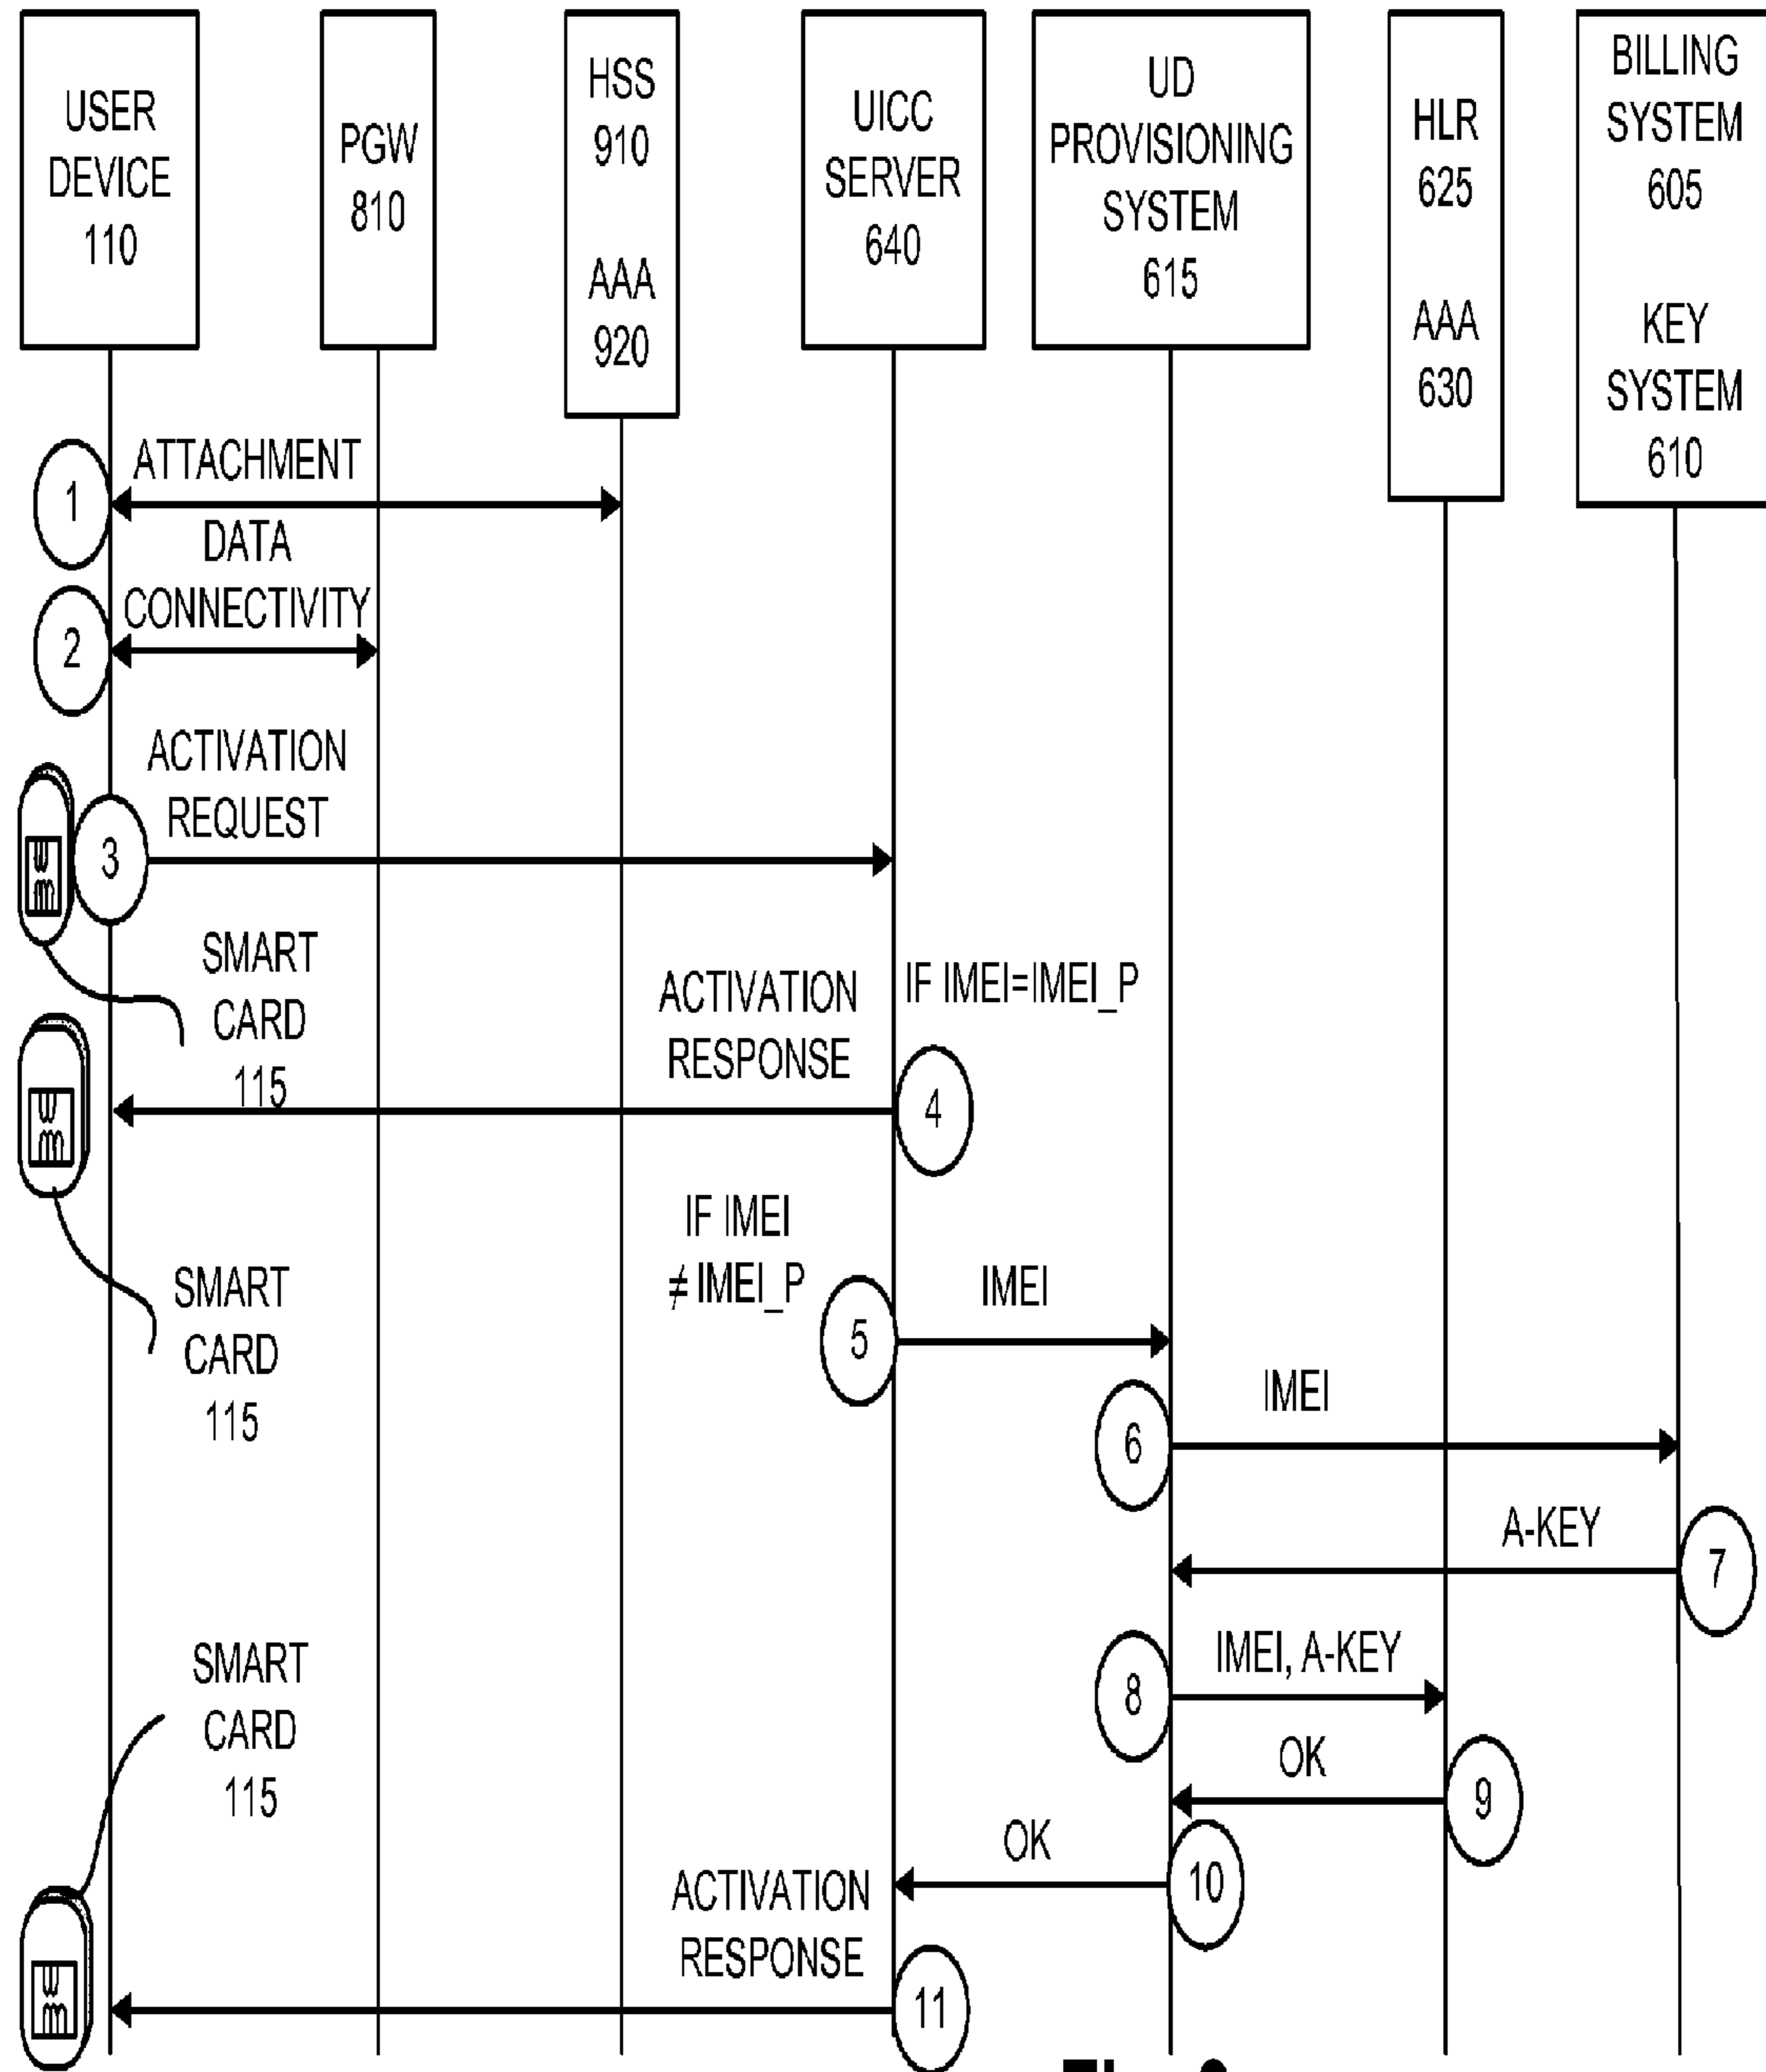 USER
DEVICE
110
PGW
810
HSS
910
AAA
920
UICC
SERVER
640
UD
PROVISIONING
SYSTEM
615
HLR
625
AAA
630
BILLING
SYSTEM
605
KEY
SYSTEM
610
ATTACHMENT
1
DATA
CONNECTIVITY
2
ACTIVATION
REQUEST
3
SMART
CARD
115
IF IMEI=IMEI_P
ACTIVATION
RESPONSE
4
SMART
CARD
115
IF IMEI
≠ IMEI_P
5
IMEI
6
IMEI
A-KEY
7
8
IMEI, A-KEY
OK
9
OK
10
SMART
CARD
115
ACTIVATION
RESPONSE
11